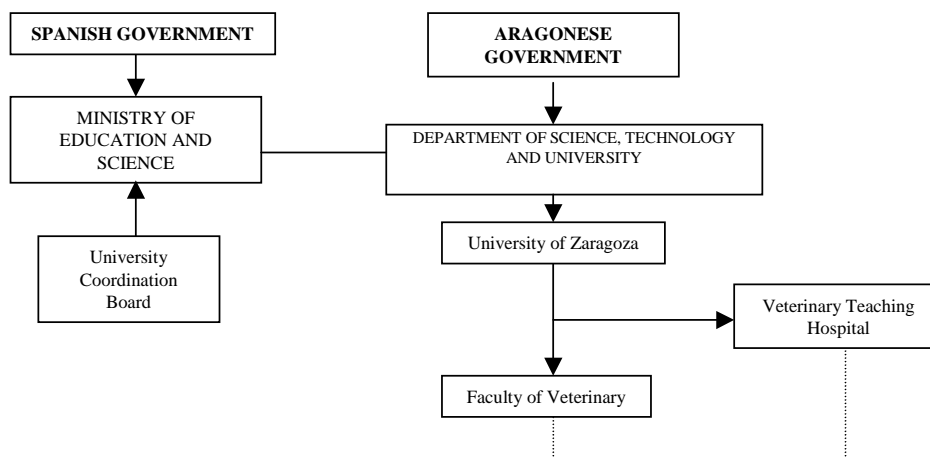 SPANISH GOVERNMENT
ARAGONESE
GOVERNMENT
MINISTRY OF
EDUCATION AND
SCIENCE
DEPARTMENT OF SCIENCE, TECHNOLOGY
AND UNIVERSITY
University
Coordination
Board
University of Zaragoza
Veterinary Teaching
Hospital
Faculty of Veterinary